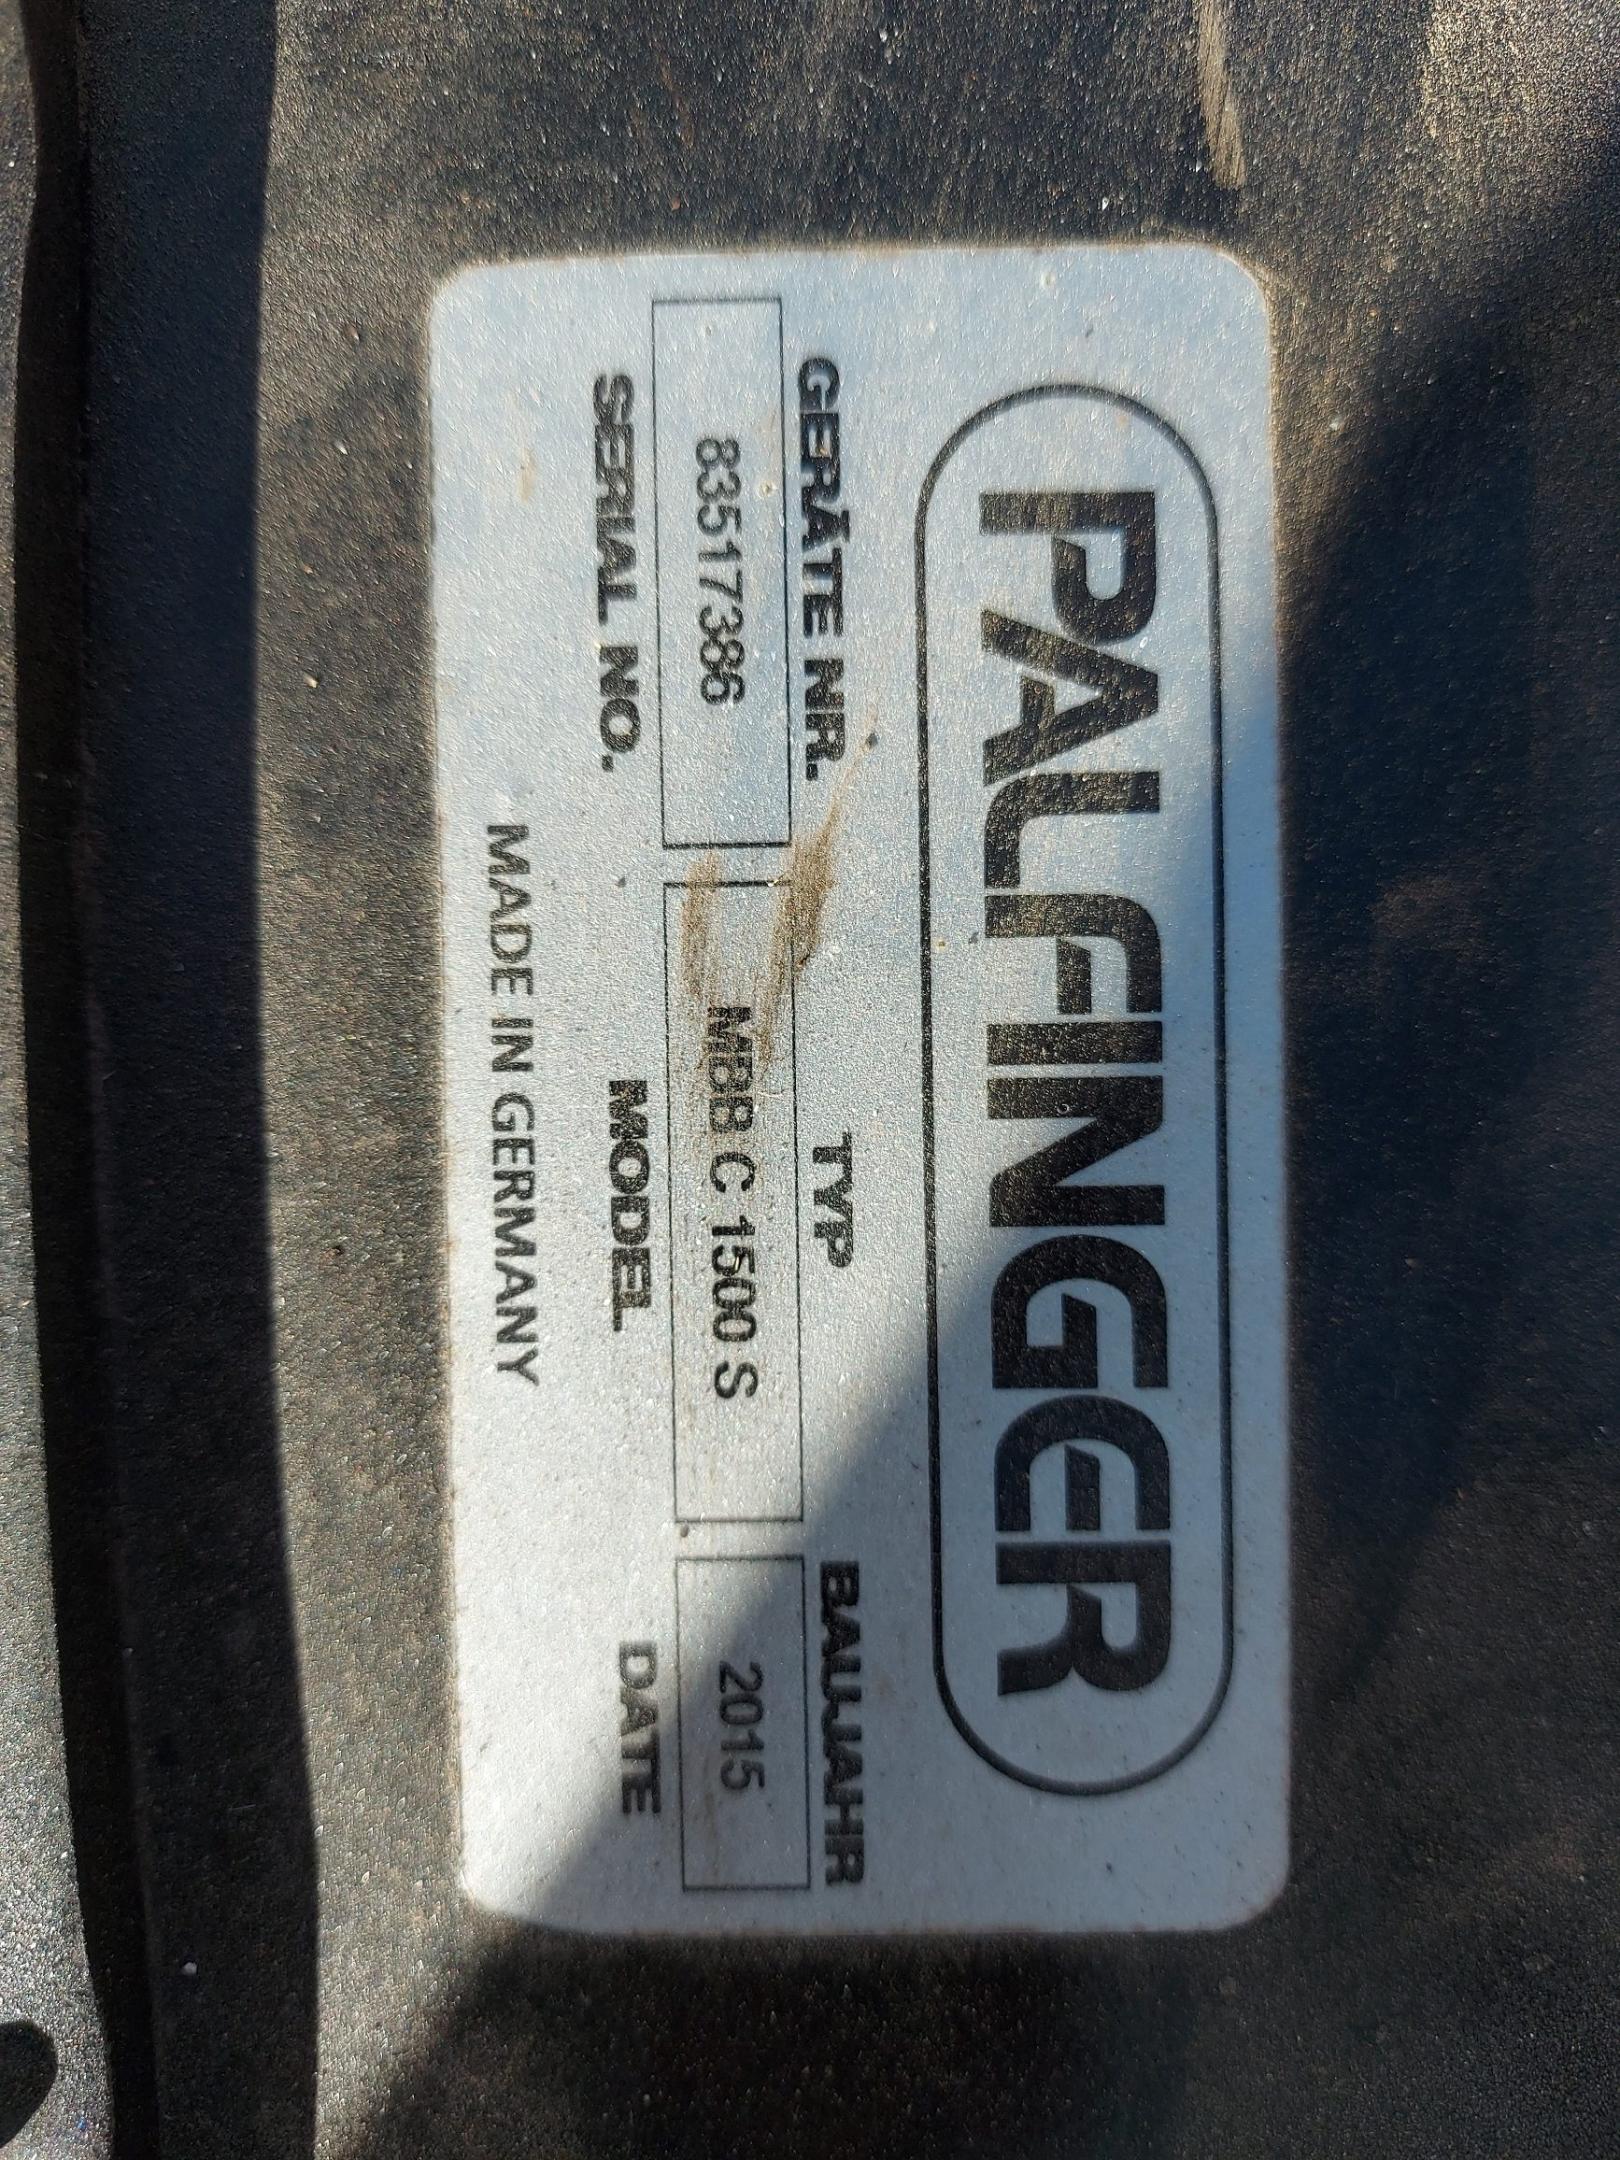 PALFINGER
GERÄTE NR. TYP BAUJAHR
83517386 MBB C 1500 S 2015
SERIAL NO. MODEL DATE
MADE IN GERMANY